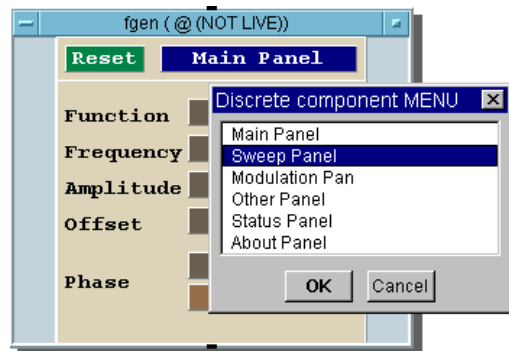 fgen ( @ (NOT LIVE))
Reset Main Panel
Discrete component MENU
Function
Frequency
Amplitude
Offset
Phase
Main Panel
Sweep Panel
Modulation Pan
Other Panel
Status Panel
About Panel
OK Cancel